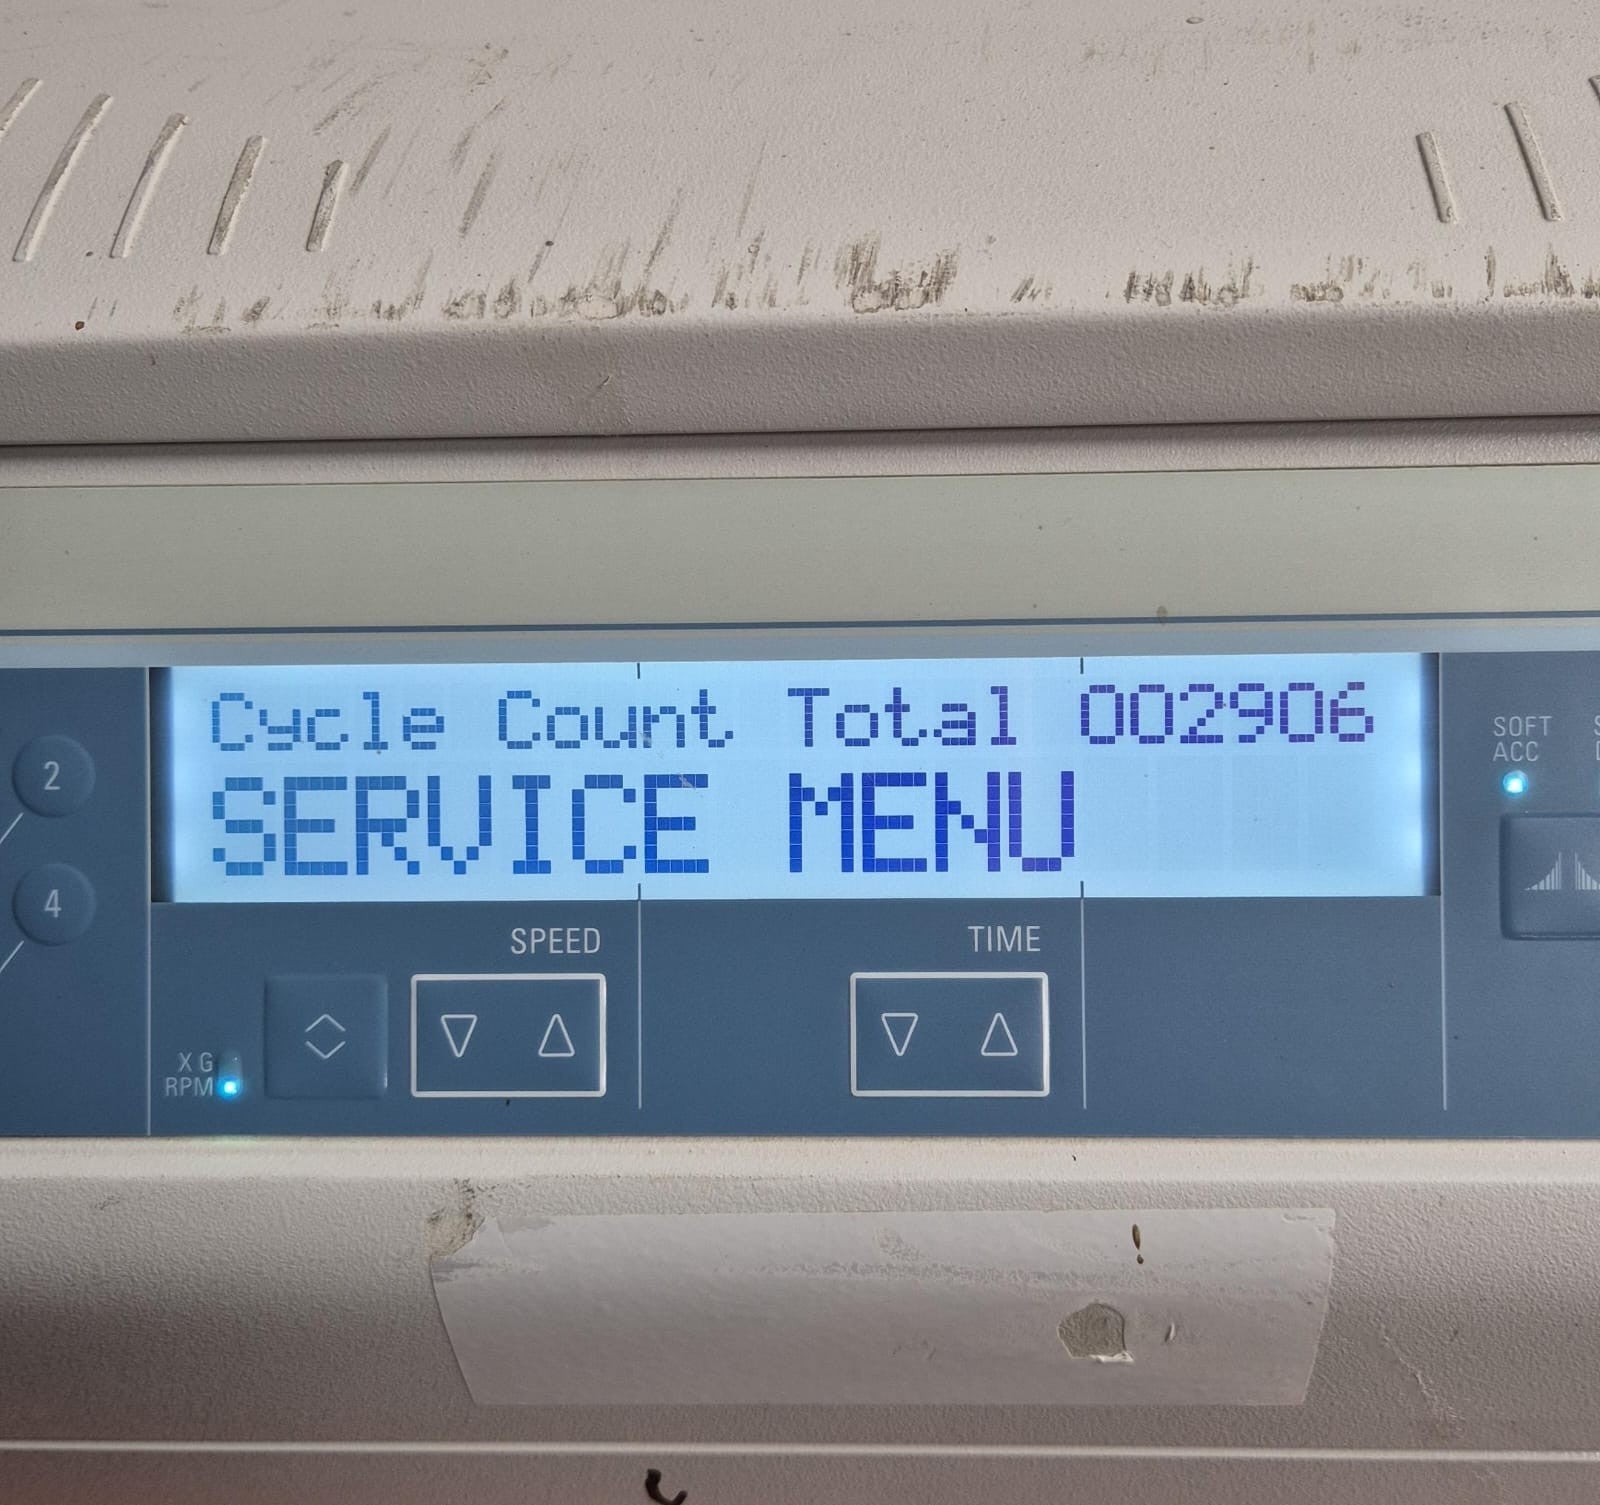 Cycle Count Total 002906
SERVICE MENU
2
4
SOFT
ACC
SPEED
TIME
X G
RPM